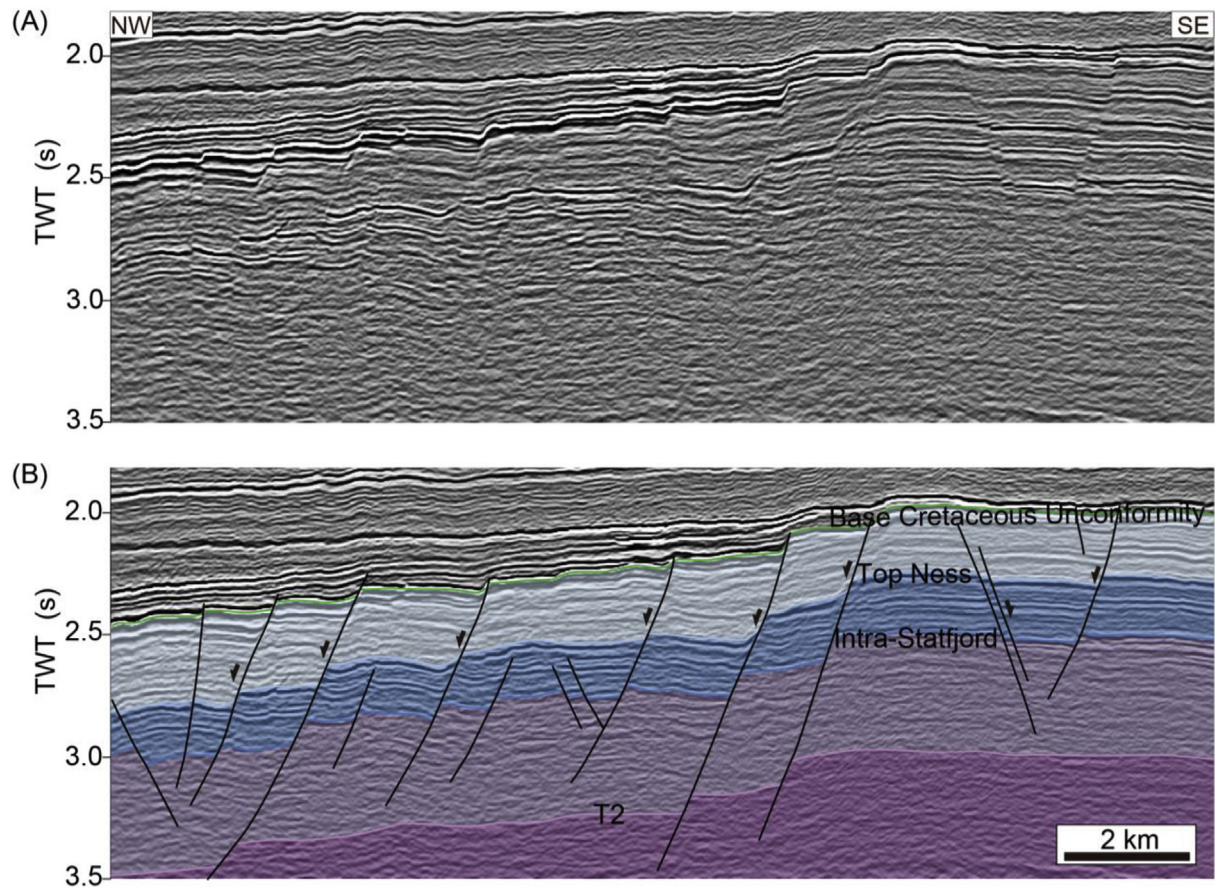 (A)
NW
SE
2.0
2.5
3.0
3.5
TWT (s)
(B)
2.0
2.5
3.0
3.5
TWT (s)
Base Cretaceous Unconformity
Top Ness
Intra-Statfjord
T2
2 km